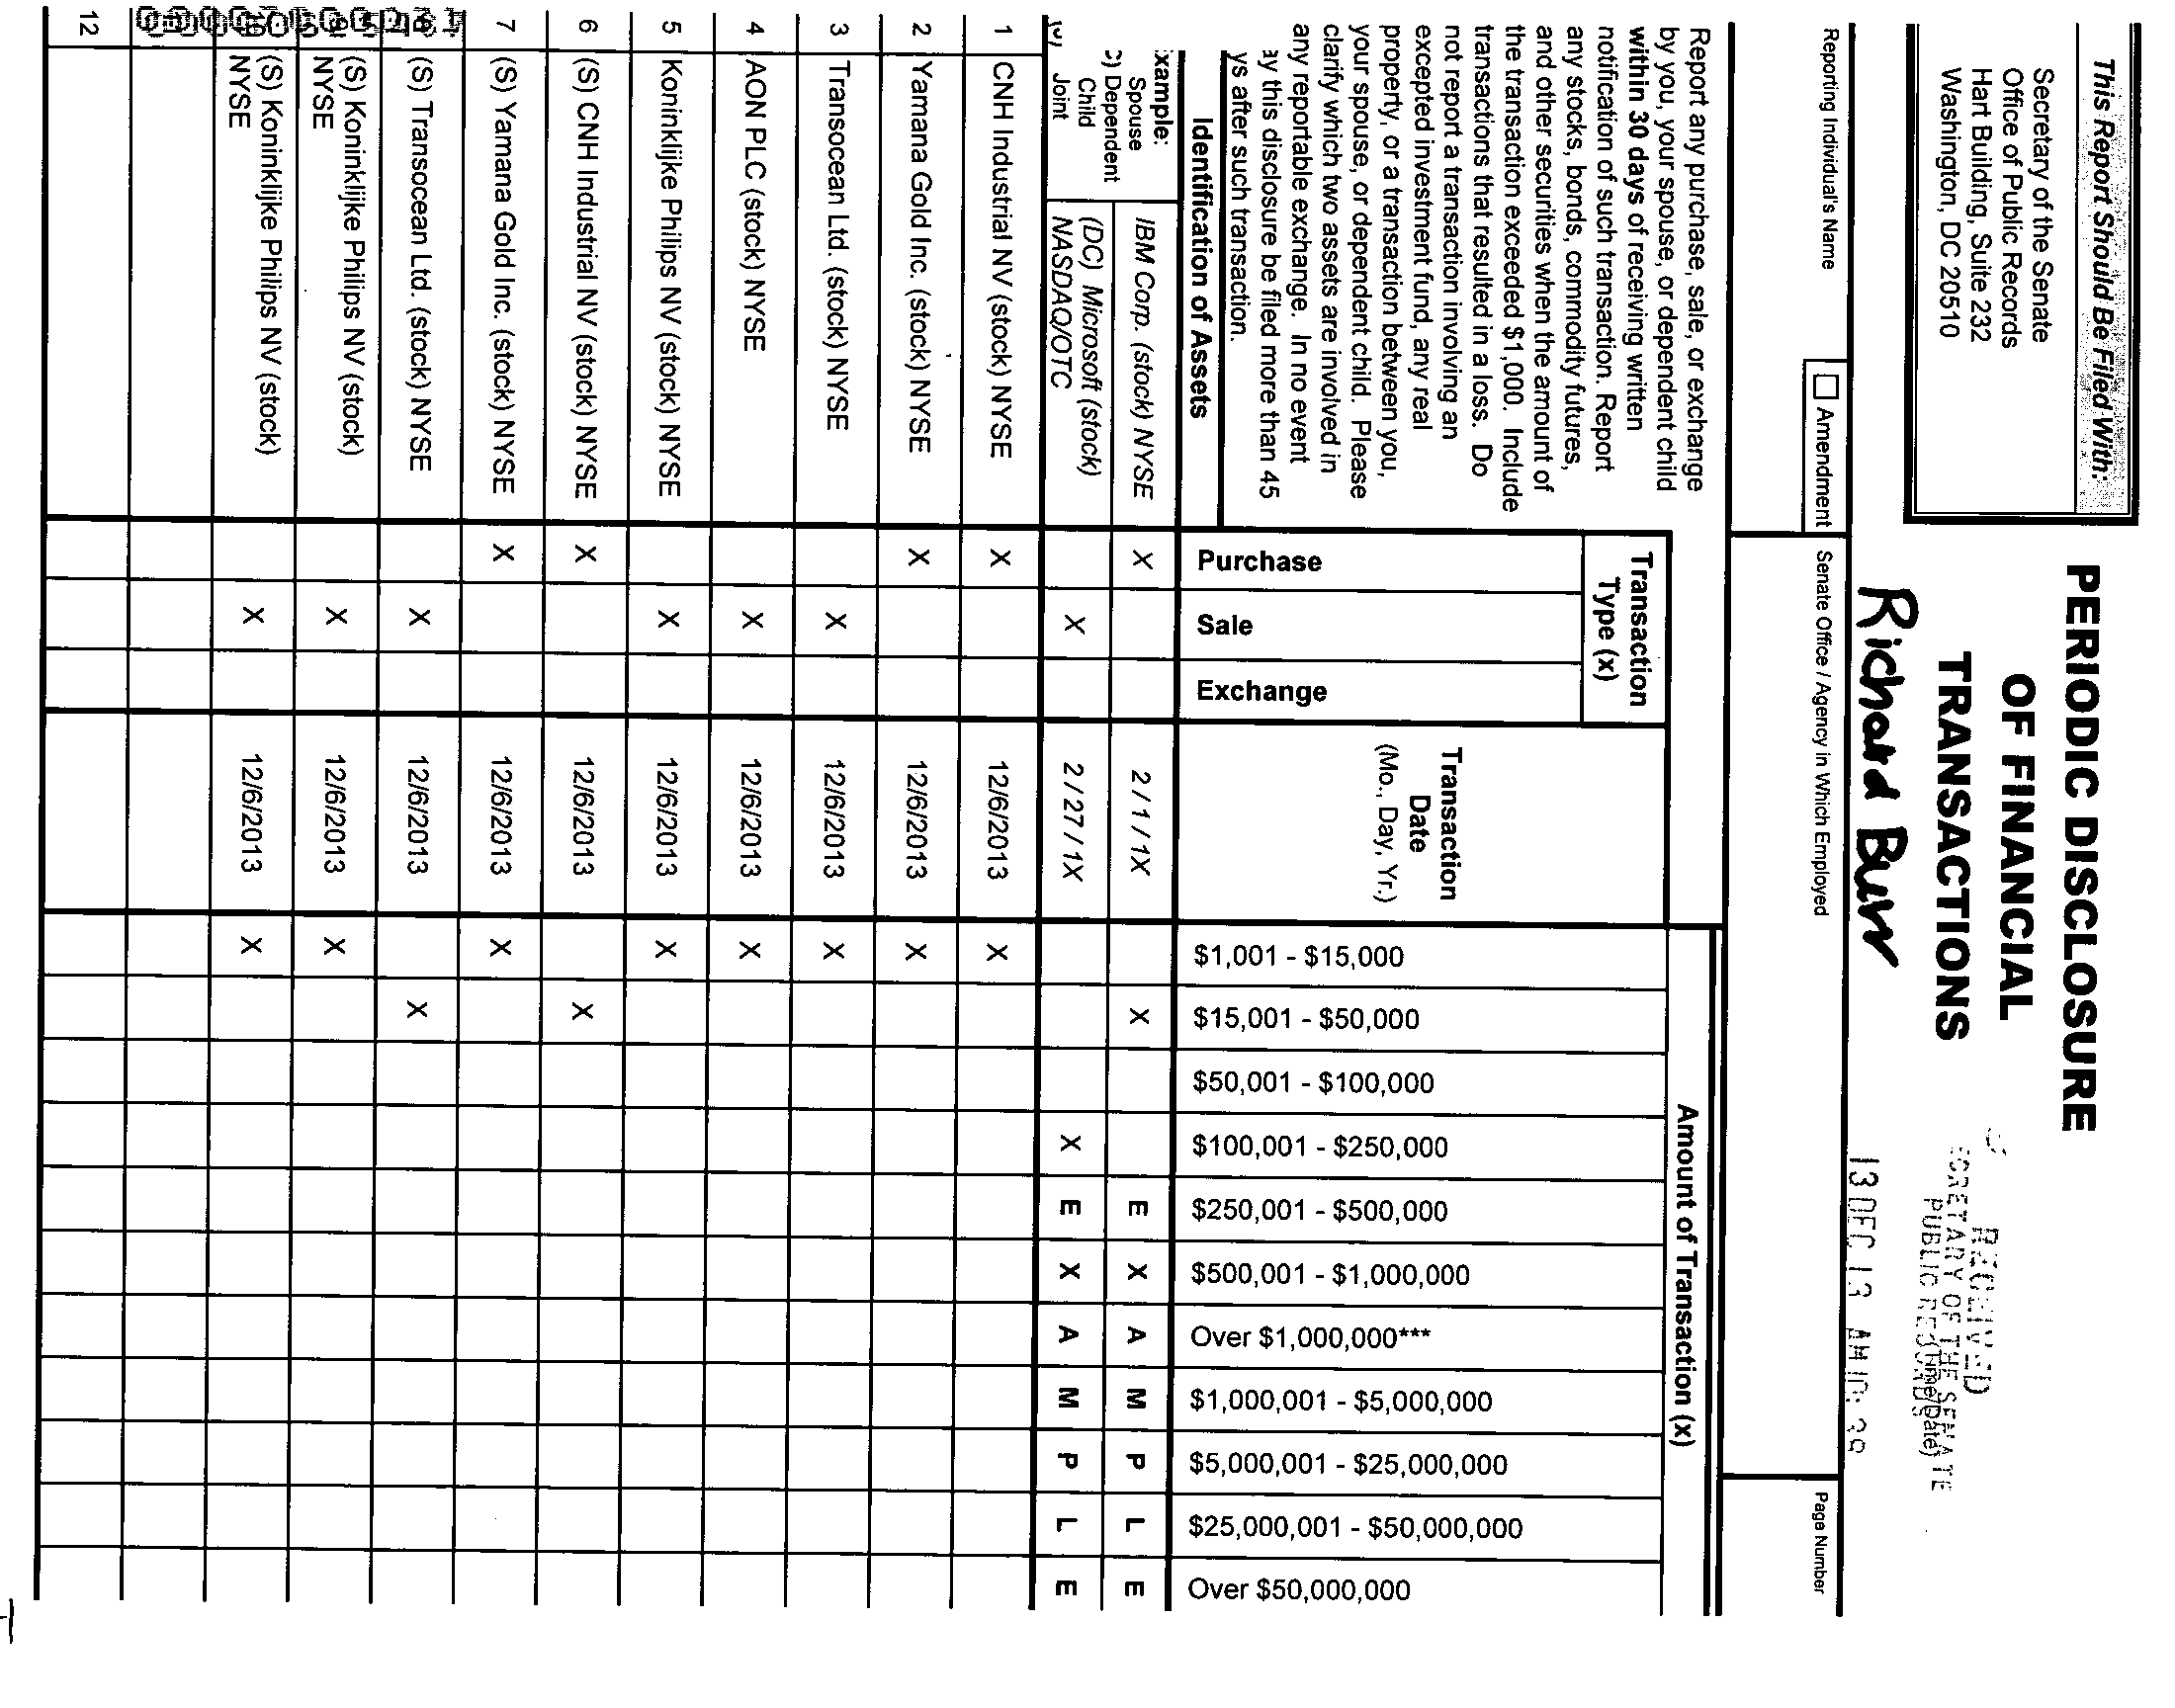 This Report Should Be Filed With:
Secretary of the Senate
Office of Public Records
Hart Building, Suite 232
Washington, DC 20510
PERIODIC DISCLOSURE
OF FINANCIAL
TRANSACTIONS
RECEIVED
SECRETARY OF THE SENATE
PUBLIC RECORDS
(Time/Date)
13 DEC 13 AM 10: 39
Richard Burr
Reporting Individual's Name
Amendment
Senate Office / Agency in Which Employed
Page Number
Report any purchase, sale, or exchange
by you, your spouse, or dependent child
within 30 days of receiving written
notification of such transaction. Report
any stocks, bonds, commodity futures,
and other securities when the amount of
the transaction exceeded $1,000. Include
transactions that resulted in a loss. Do
not report a transaction involving an
excepted investment fund, any real
property, or a transaction between you,
your spouse, or dependent child. Please
clarify which two assets are involved in
any reportable exchange. In no event
ay this disclosure be filed more than 45
ys after such transaction.
Identification of Assets
Transaction
Type (x)
Purchase
Sale
Exchange
Transaction
Date
(Mo., Day, Yr.)
Amount of Transaction (x)
$1,001 - $15,000
$15,001 - $50,000
$50,001 - $100,000
$100,001 - $250,000
$250,001 - $500,000
$500,001 - $1,000,000
Over $1,000,000***
$1,000,001 - $5,000,000
$5,000,001 - $25,000,000
$25,000,001 - $50,000,000
Over $50,000,000
xample:
Spouse
C) Dependent
Child
Joint
IBM Corp. (stock) NYSE X 2 / 1 / 1X X E X A M P L E
(DC) Microsoft (stock)
NASDAQ/OTC X 2 / 27 / 1X X E X A M P L E
1 CNH Industrial NV (stock) NYSE X 12/6/2013 X
2 Yamana Gold Inc. (stock) NYSE X 12/6/2013 X
3 Transocean Ltd. (stock) NYSE X 12/6/2013 X
4 AON PLC (stock) NYSE X 12/6/2013 X
5 Koninklijke Philips NV (stock) NYSE X 12/6/2013 X
6 (S) CNH Industrial NV (stock) NYSE X 12/6/2013 X
7 (S) Yamana Gold Inc. (stock) NYSE X 12/6/2013 X
(S) Transocean Ltd. (stock) NYSE X 12/6/2013 X
(S) Koninklijke Philips NV (stock)
NYSE X 12/6/2013 X
(S) Koninklijke Philips NV (stock)
NYSE X 12/6/2013 X
12